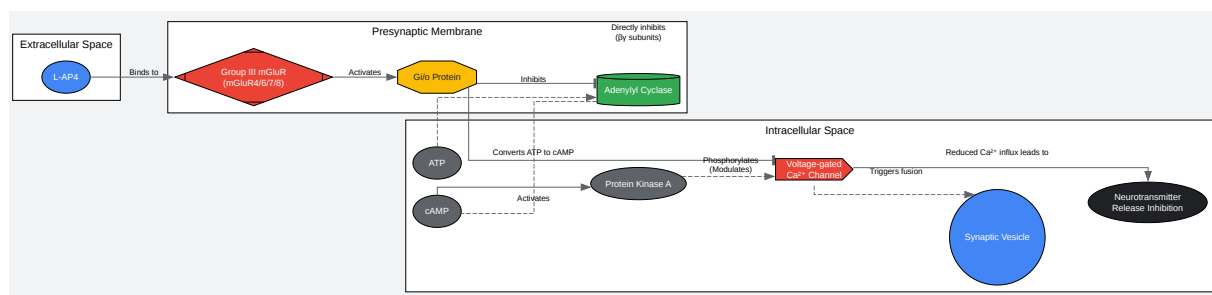 Extracellular Space
L-AP4
Binds to
Presynaptic Membrane
Group III mGluR
(mGluR4/6/7/8)
Activates
Gi/o Protein
Inhibits
Directly inhibits
(βγ subunits)
Adenylyl Cyclase
Intracellular Space
ATP
Converts ATP to cAMP
cAMP
Activates
Protein Kinase A
Phosphorylates
(Modulates)
Voltage-gated
Ca²⁺ Channel
Reduced Ca²⁺ influx leads to
Triggers fusion
Synaptic Vesicle
Neurotransmitter
Release Inhibition